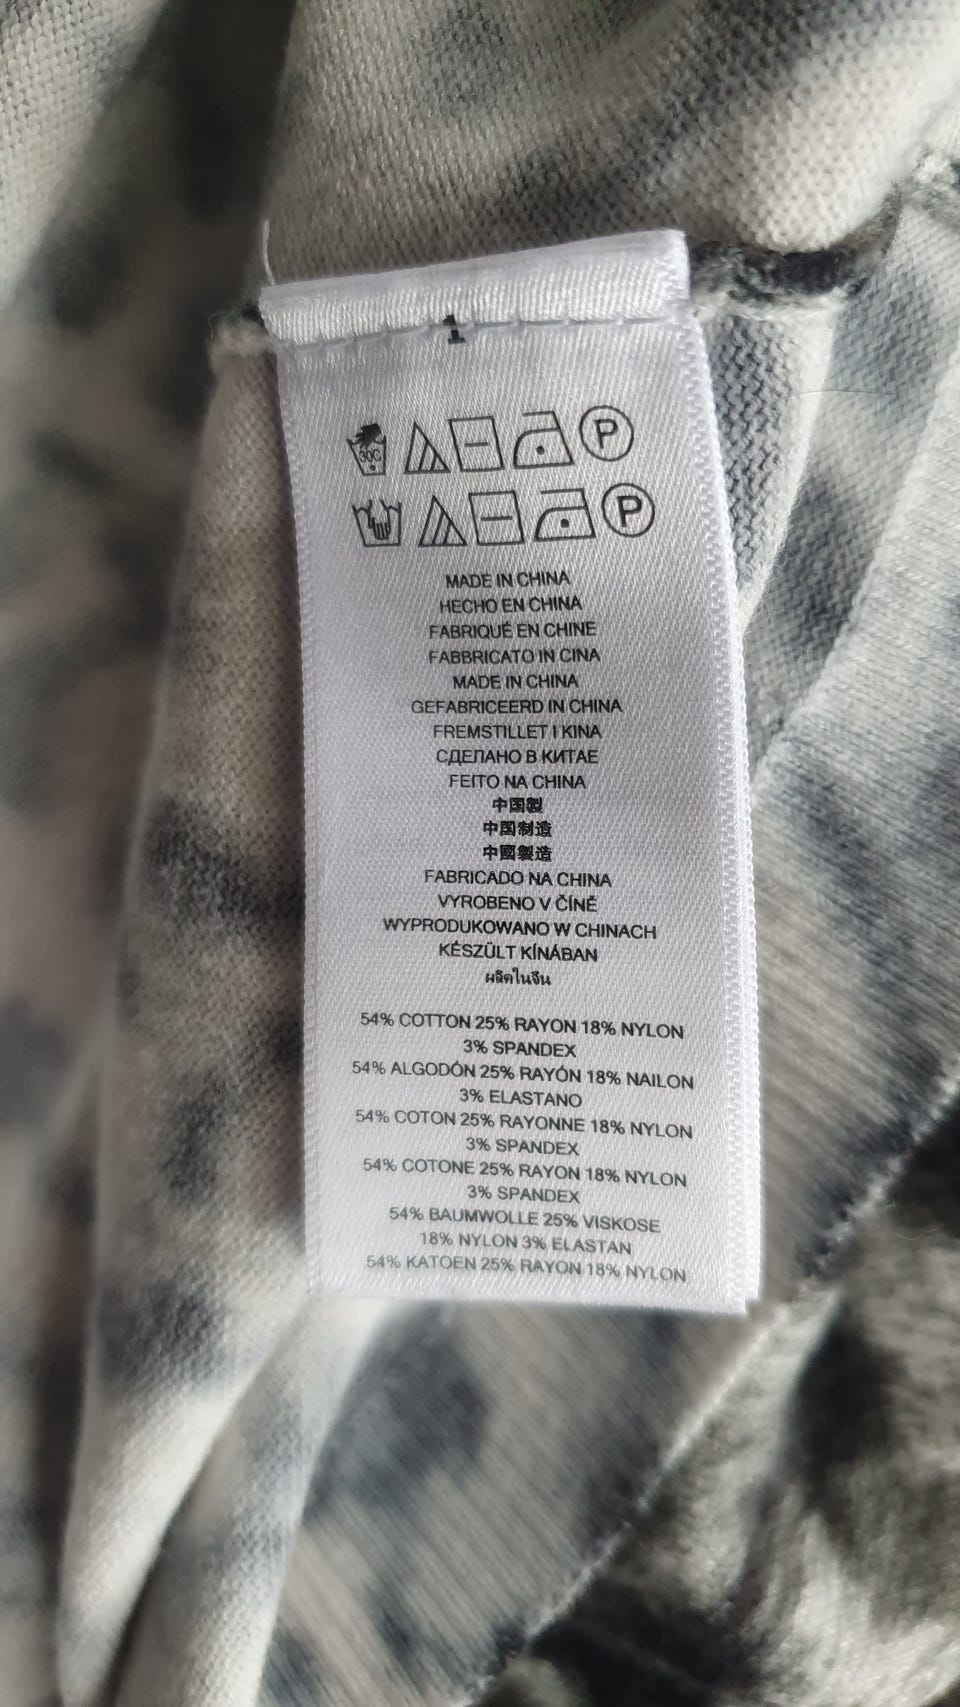 1
30C P
P
MADE IN CHINA
HECHO EN CHINA
FABRIQUÉ EN CHINE
FABBRICATO IN CINA
MADE IN CHINA
GEFABRICEERD IN CHINA
FREMSTILLET I KINA
СДЕЛАНО В КИТАЕ
FEITO NA CHINA
中国製
中国制造
中國製造
FABRICADO NA CHINA
VYROBENO V ČÍNĚ
WYPRODUKOWANO W CHINACH
KÉSZÜLT KÍNÁBAN
ผลิตในจีน
54% COTTON 25% RAYON 18% NYLON
3% SPANDEX
54% ALGODÓN 25% RAYÓN 18% NAILON
3% ELASTANO
54% COTON 25% RAYONNE 18% NYLON
3% SPANDEX
54% COTONE 25% RAYON 18% NYLON
3% SPANDEX
54% BAUMWOLLE 25% VISKOSE
18% NYLON 3% ELASTAN
54% KATOEN 25% RAYON 18% NYLON